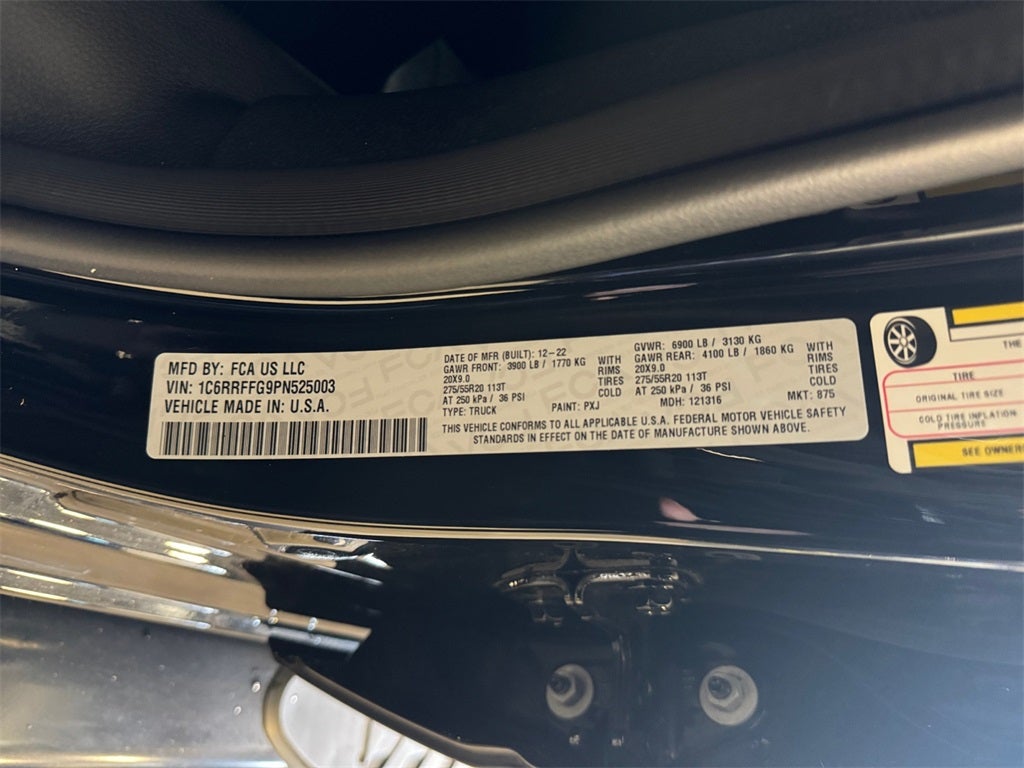 MFD BY: FCA US LLC
VIN: 1C6RRFFG9PN525003
VEHICLE MADE IN: U.S.A.
DATE OF MFR (BUILT): 12-22
GAWR FRONT: 3900 LB / 1770 KG WITH
20X9.0 RIMS
275/55R20 113T TIRES
AT 250 kPa / 36 PSI COLD
TYPE: TRUCK PAINT: PXJ
GVWR: 6900 LB / 3130 KG
GAWR REAR: 4100 LB / 1860 KG WITH
20X9.0 RIMS
275/55R20 113T TIRES
AT 250 kPa / 36 PSI COLD
MDH: 121316 MKT: 875
THIS VEHICLE CONFORMS TO ALL APPLICABLE U.S.A. FEDERAL MOTOR VEHICLE SAFETY
STANDARDS IN EFFECT ON THE DATE OF MANUFACTURE SHOWN ABOVE.
THE
TIRE
ORIGINAL TIRE SIZE
COLD TIRE INFLATION
PRESSURE
SEE OWNERS